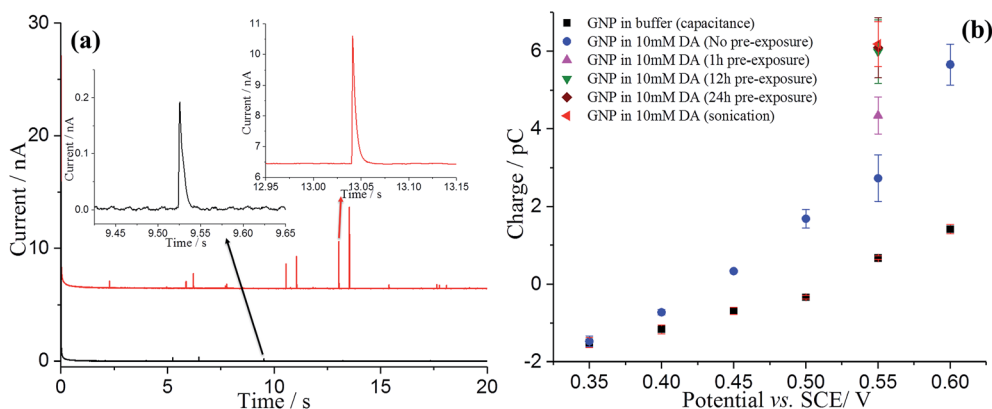 (a)
30
20
10
0
Current / nA
0
5
10
15
20
Time / s
0.2
0.1
0.0
Current / nA
9.45
9.50
9.55
9.60
9.65
Time / s
11
10
9
8
7
6
Current / nA
12.95
13.00
13.05
13.10
13.15
Time / s
(b)
GNP in buffer (capacitance)
GNP in 10mM DA (No pre-exposure)
GNP in 10mM DA (1h pre-exposure)
GNP in 10mM DA (12h pre-exposure)
GNP in 10mM DA (24h pre-exposure)
GNP in 10mM DA (sonication)
6
4
2
0
-2
Charge / pC
0.35
0.40
0.45
0.50
0.55
0.60
Potential vs. SCE/ V